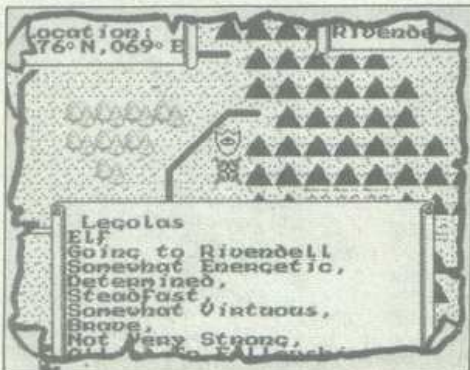 Location:
76° N,069° E
Rivende
Legolas
Elf
Going to Rivendell
Somewhat Energetic,
Determined,
Steadfast,
Somewhat Virtuous,
Brave,
Not Very Strong,